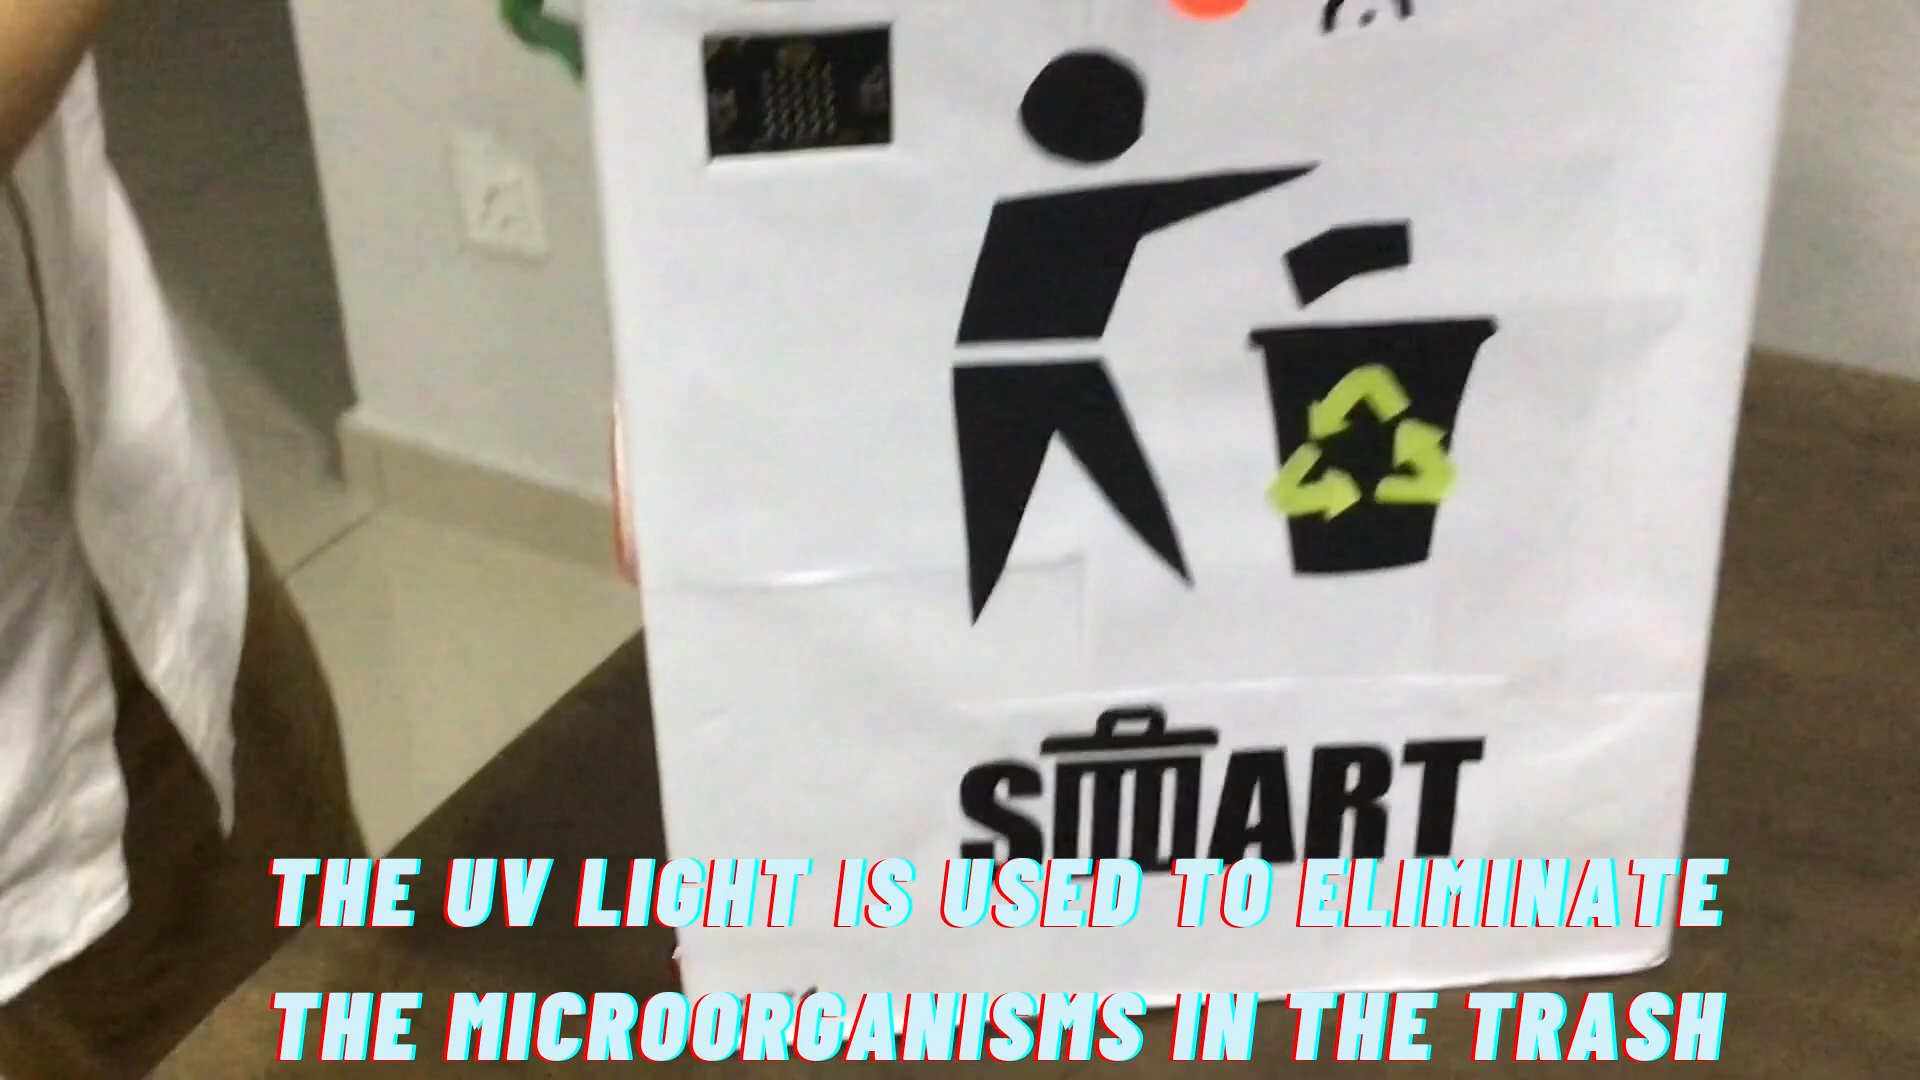 SMART
THE UV LIGHT IS USED TO ELIMINATE
THE MICROORGANISMS IN THE TRASH